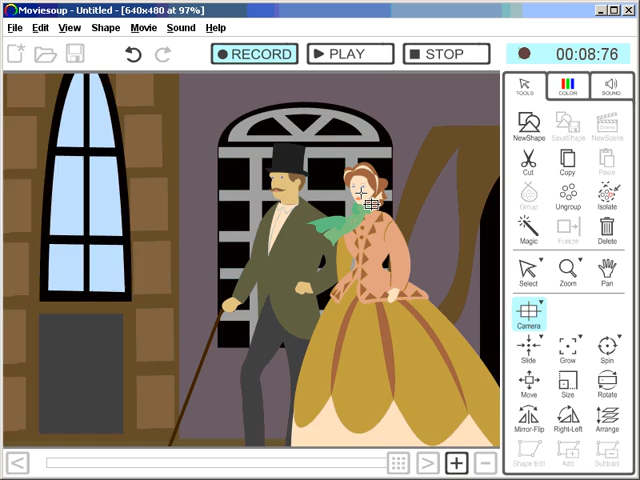 Moviesoup - Untitled - [640x480 at 97%]
File Edit View Shape Movie Sound Help
RECORD PLAY STOP 00:08:76
TOOLS COLOR SOUND
NewShape SaveShape NewScene
Cut Copy Paste
Group Ungroup Isolate
Magic Freeze Delete
Select Zoom Pan
Camera
Slide Grow Spin
Move Size Rotate
Mirror-Flip Right-Left Arrange
Shape Edit Add Subtract